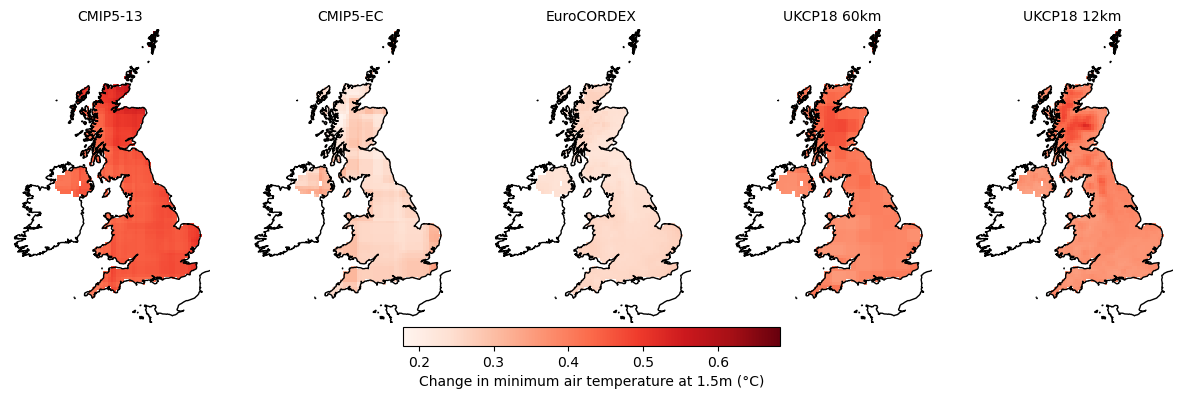 CMIP5-13 CMIP5-EC EuroCORDEX UKCP18 60km UKCP18 12km
0.2 0.3 0.4 0.5 0.6
Change in minimum air temperature at 1.5m (°C)